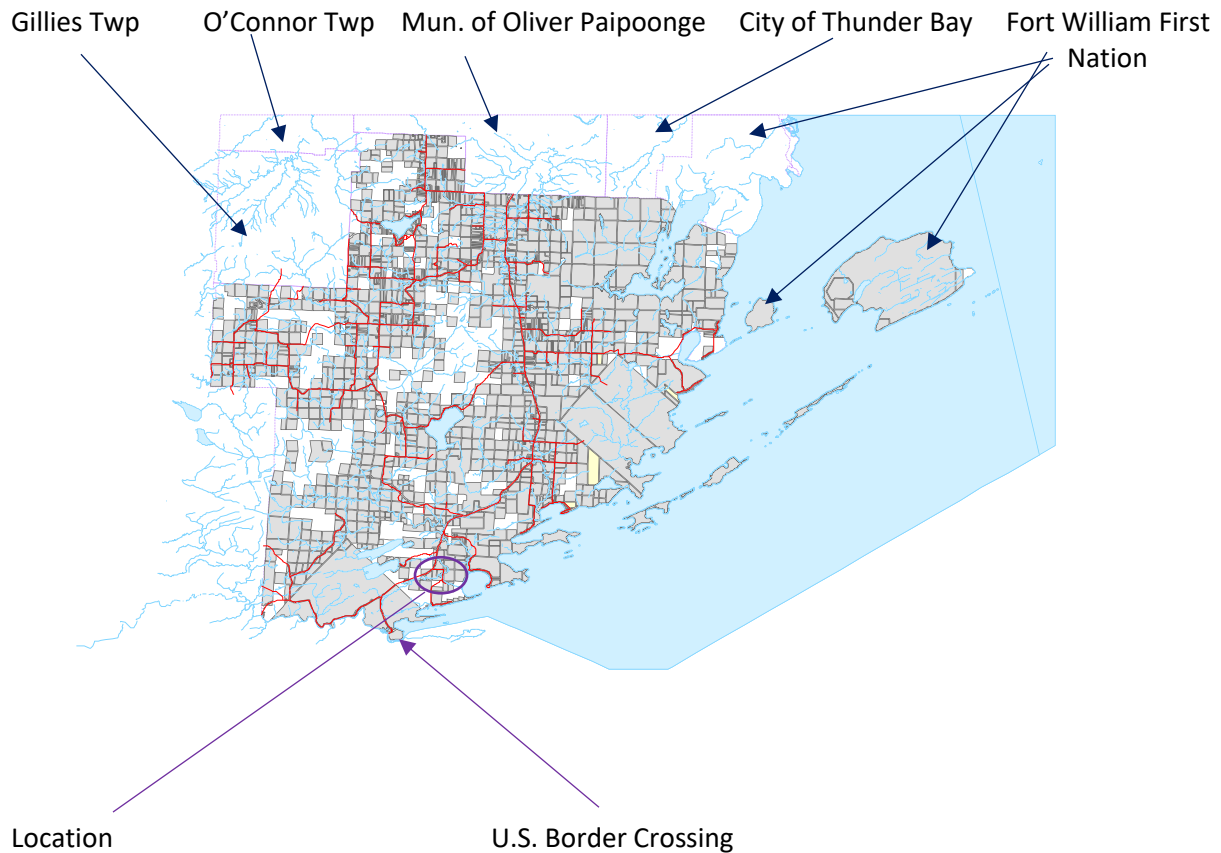 Gillies Twp
O’Connor Twp
Mun. of Oliver Paipoonge
City of Thunder Bay
Fort William First
Nation
Location
U.S. Border Crossing